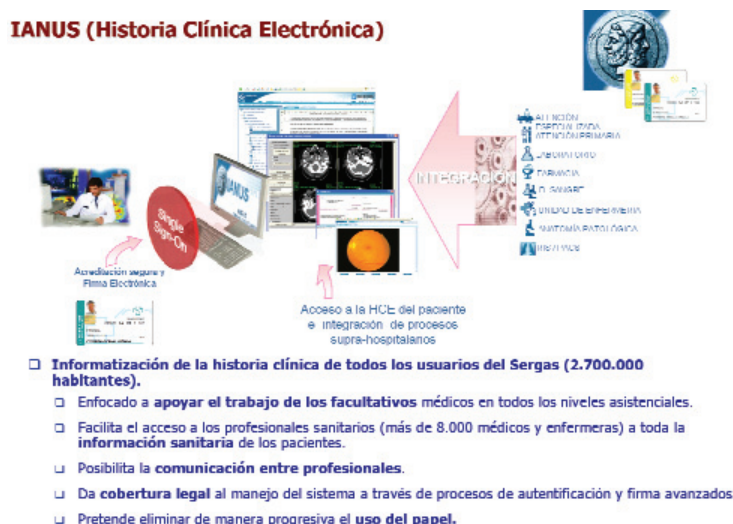 IANUS (Historia Clínica Electrónica)
IANUS
Single
Sign-On
INTEGRACIÓN
ATENCIÓN
ESPECIALIZADA
ATENCIÓN PRIMARIA
LABORATORIO
FARMACIA
H. SANGRE
UNIDAD DE ENFERMERÍA
ANATOMÍA PATOLÓGICA
RIS / PACS
Acreditación segura y
Firma Electrónica
Acceso a la HCE del paciente
e integración de procesos
supra-hospitalarios
Informatización de la historia clínica de todos los usuarios del Sergas (2.700.000
habitantes).
Enfocado a apoyar el trabajo de los facultativos médicos en todos los niveles asistenciales.
Facilita el acceso a los profesionales sanitarios (más de 8.000 médicos y enfermeras) a toda la
información sanitaria de los pacientes.
Posibilita la comunicación entre profesionales.
Da cobertura legal al manejo del sistema a través de procesos de autentificación y firma avanzados
Pretende eliminar de manera progresiva el uso del papel.